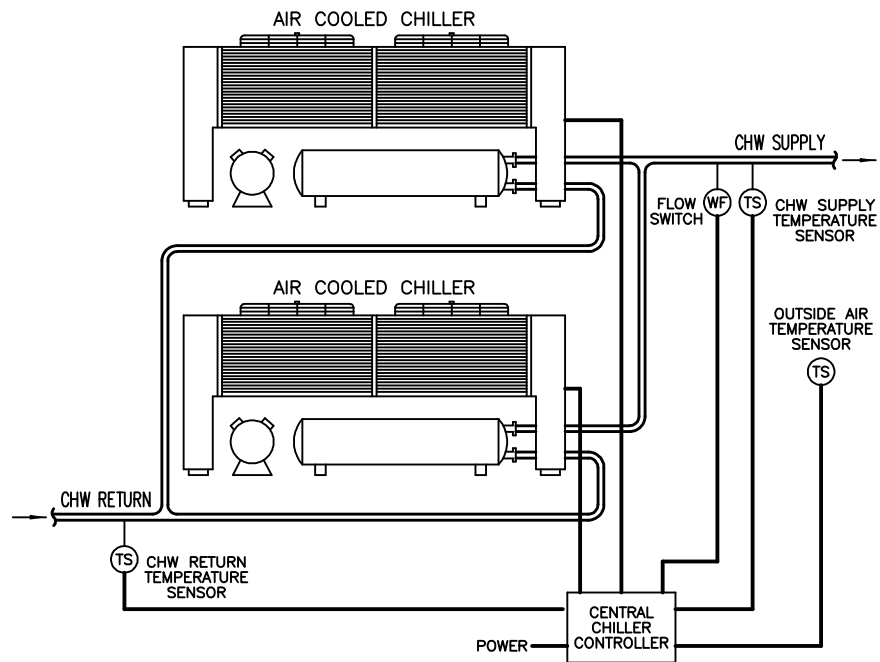 AIR COOLED CHILLER
CHW SUPPLY
FLOW
SWITCH
WF
TS
CHW SUPPLY
TEMPERATURE
SENSOR
AIR COOLED CHILLER
OUTSIDE AIR
TEMPERATURE
SENSOR
TS
CHW RETURN
TS
CHW RETURN
TEMPERATURE
SENSOR
CENTRAL
CHILLER
CONTROLLER
POWER